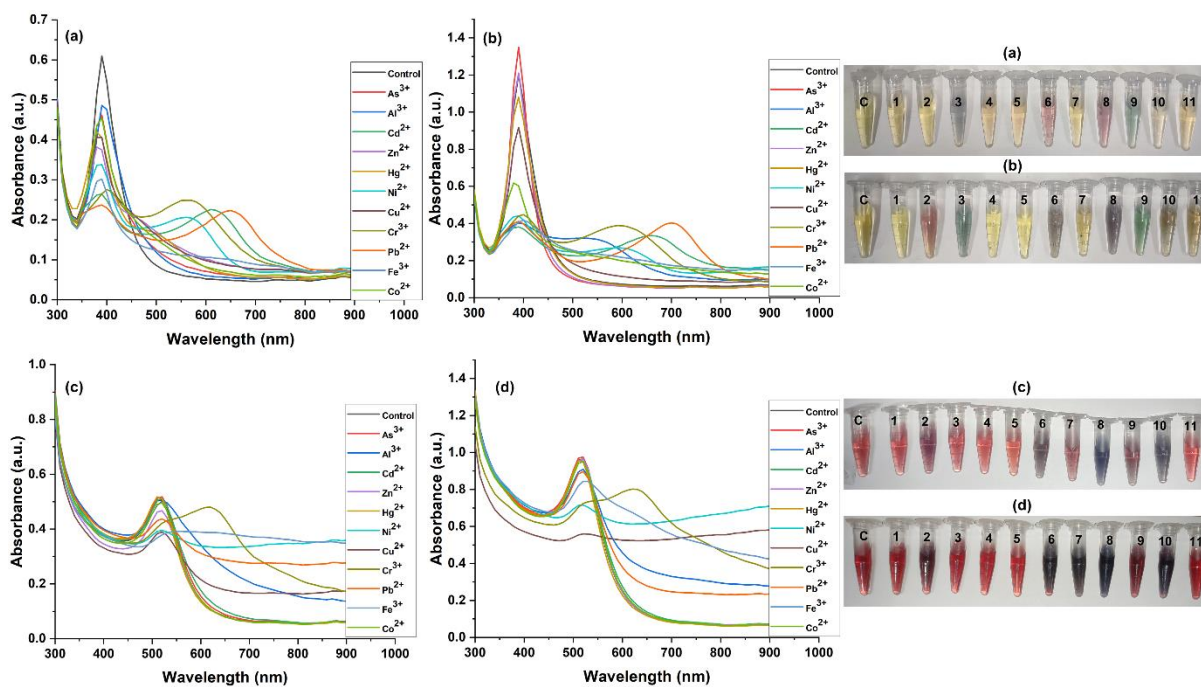 (a)
Absorbance (a.u.)
0.7
0.6
0.5
0.4
0.3
0.2
0.1
0.0
300 400 500 600 700 800 900 1000
Wavelength (nm)
Control
As3+
Al3+
Cd2+
Zn2+
Hg2+
Ni2+
Cu2+
Cr3+
Pb2+
Fe3+
Co2+
(b)
Absorbance (a.u.)
1.4
1.2
1.0
0.8
0.6
0.4
0.2
0.0
300 400 500 600 700 800 900 1000
Wavelength (nm)
Control
As3+
Al3+
Cd2+
Zn2+
Hg2+
Ni2+
Cu2+
Cr3+
Pb2+
Fe3+
Co2+
(a)
C 1 2 3 4 5 6 7 8 9 10 11
(b)
C 1 2 3 4 5 6 7 8 9 10 1
(c)
Absorbance (a.u.)
1.0
0.8
0.6
0.4
0.2
0.0
300 400 500 600 700 800 900 1000
Wavelength (nm)
Control
As3+
Al3+
Cd2+
Zn2+
Hg2+
Ni2+
Cu2+
Cr3+
Pb2+
Fe3+
Co2+
(d)
Absorbance (a.u.)
1.4
1.2
1.0
0.8
0.6
0.4
0.2
0.0
300 400 500 600 700 800 900 1000
Wavelength (nm)
Control
As3+
Al3+
Cd2+
Zn2+
Hg2+
Ni2+
Cu2+
Cr3+
Pb2+
Fe3+
Co2+
(c)
C 1 2 3 4 5 6 7 8 9 10 11
(d)
C 1 2 3 4 5 6 7 8 9 10 11